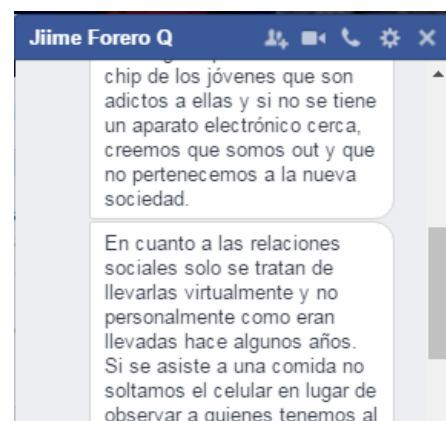 Jiime Forero Q
chip de los jóvenes que son
adictos a ellas y si no se tiene
un aparato electrónico cerca,
creemos que somos out y que
no pertenecemos a la nueva
sociedad.
En cuanto a las relaciones
sociales solo se tratan de
llevarlas virtualmente y no
personalmente como eran
llevadas hace algunos años.
Si se asiste a una comida no
soltamos el celular en lugar de
observar a quienes tenemos al